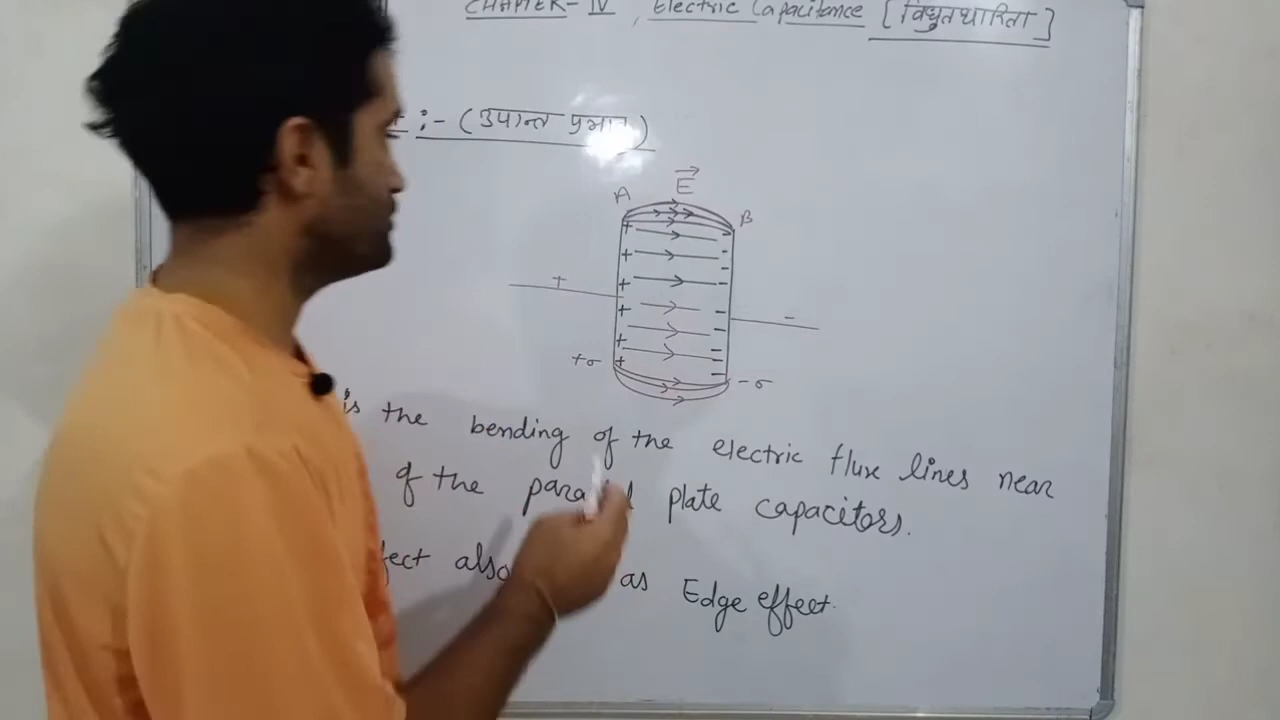 CHAPTER-IV, Electric Capacitance [विधुतधारिता]
:- (उपान्त प्रभाव)
E
A
B
+ -
+σ -σ
is the bending of the electric flux lines near
of the parallel plate capacitors.
also as Edge effect.